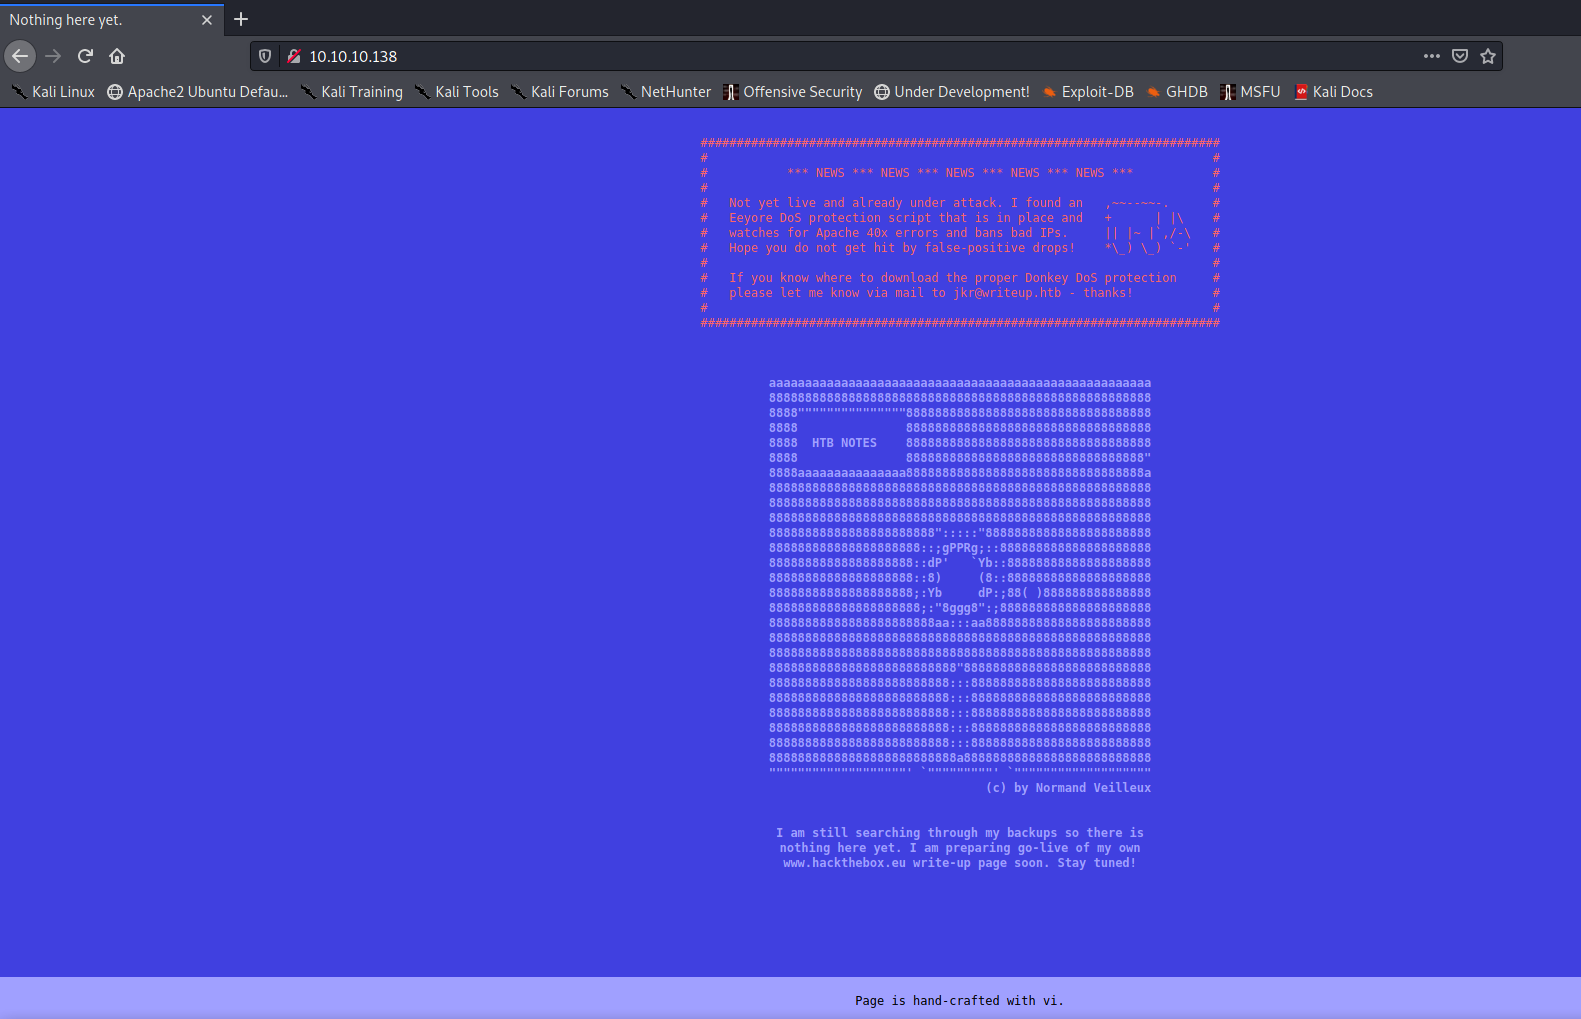 Nothing here yet.
10.10.10.138
Kali Linux Apache2 Ubuntu Defau... Kali Training Kali Tools Kali Forums NetHunter Offensive Security Under Development! Exploit-DB GHDB MSFU Kali Docs
########################################################################
#                                                                      #
#           *** NEWS *** NEWS *** NEWS *** NEWS *** NEWS ***           #
#                                                                      #
#   Not yet live and already under attack. I found an   ,~~--~~-.      #
#   Eeyore DoS protection script that is in place and   +      | |\    #
#   watches for Apache 40x errors and bans bad IPs.     || |~ |`,/-\   #
#   Hope you do not get hit by false-positive drops!    *\_) \_) `-'   #
#                                                                      #
#   If you know where to download the proper Donkey DoS protection     #
#   please let me know via mail to jkr@writeup.htb - thanks!           #
#                                                                      #
########################################################################
HTB NOTES
(c) by Normand Veilleux
I am still searching through my backups so there is
nothing here yet. I am preparing go-live of my own
www.hackthebox.eu write-up page soon. Stay tuned!
Page is hand-crafted with vi.